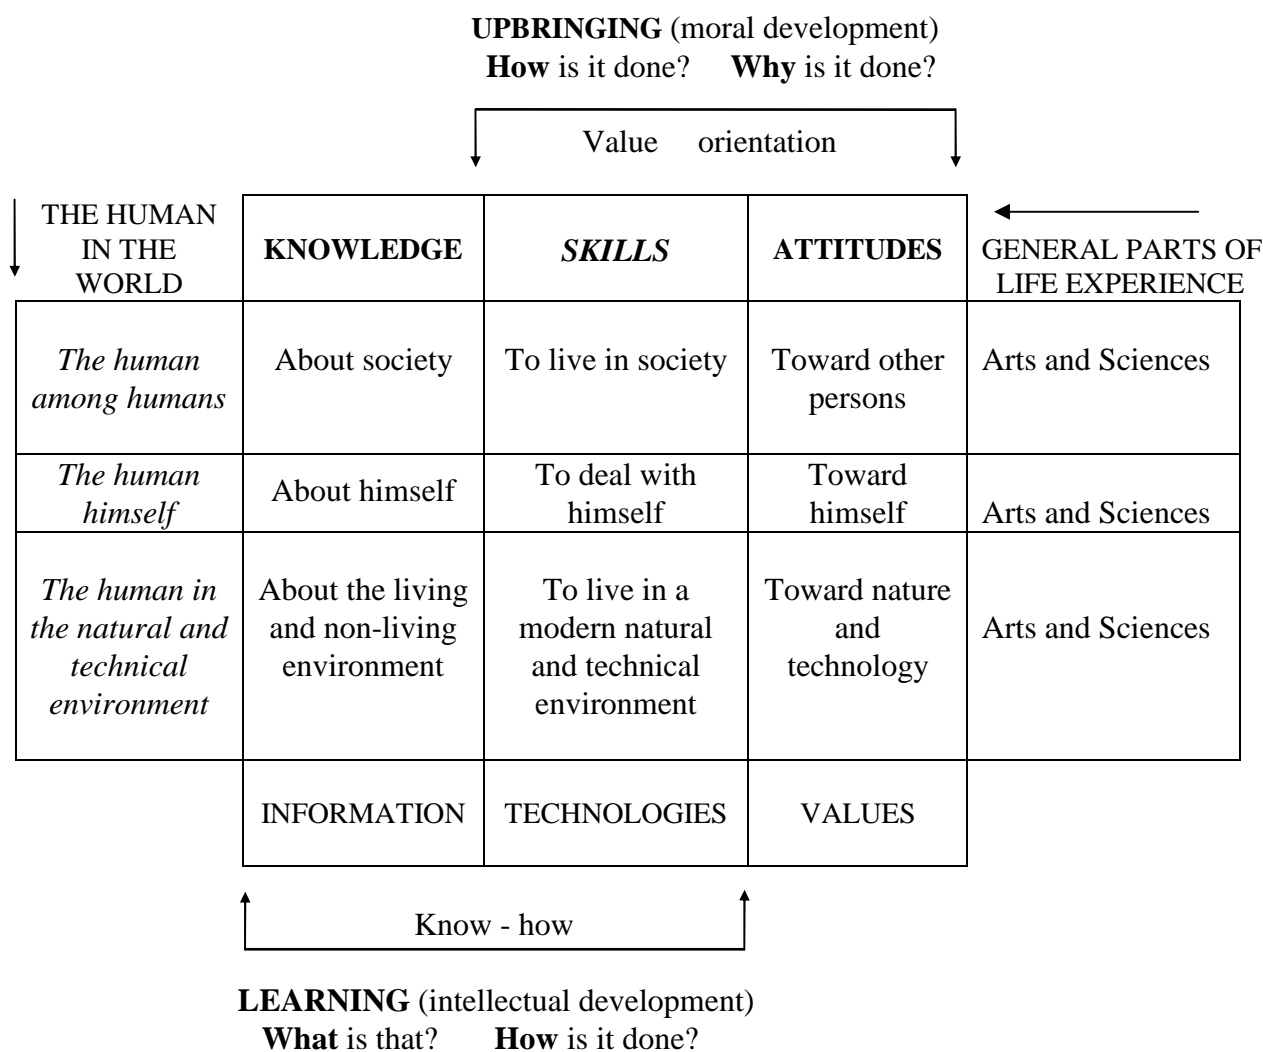 UPBRINGING (moral development)
How is it done? Why is it done?
Value orientation
THE HUMAN
IN THE
WORLD
KNOWLEDGE
SKILLS
ATTITUDES
GENERAL PARTS OF
LIFE EXPERIENCE
The human
among humans
About society
To live in society
Toward other
persons
Arts and Sciences
The human
himself
About himself
To deal with
himself
Toward
himself
Arts and Sciences
The human in
the natural and
technical
environment
About the living
and non-living
environment
To live in a
modern natural
and technical
environment
Toward nature
and
technology
Arts and Sciences
INFORMATION
TECHNOLOGIES
VALUES
Know - how
LEARNING (intellectual development)
What is that? How is it done?